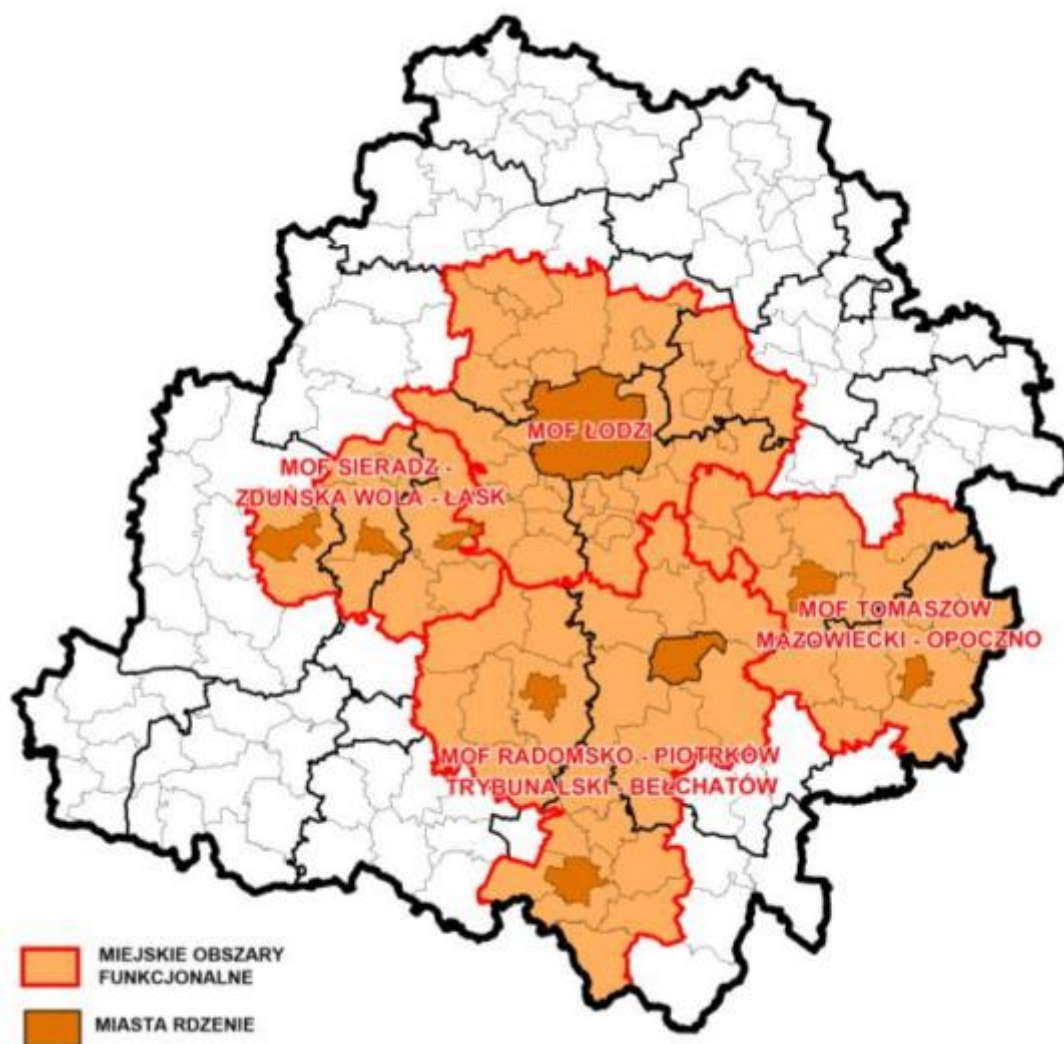 MOF ŁODZI
MOF SIERADZ -
ZDUŃSKA WOLA - ŁASK
MOF TOMASZÓW
MAZOWIECKI - OPOCZNO
MOF RADOMSKO - PIOTRKÓW
TRYBUNALSKI - BEŁCHATÓW
MIEJSKIE OBSZARY
FUNKCJONALNE
MIASTA RDZENIE